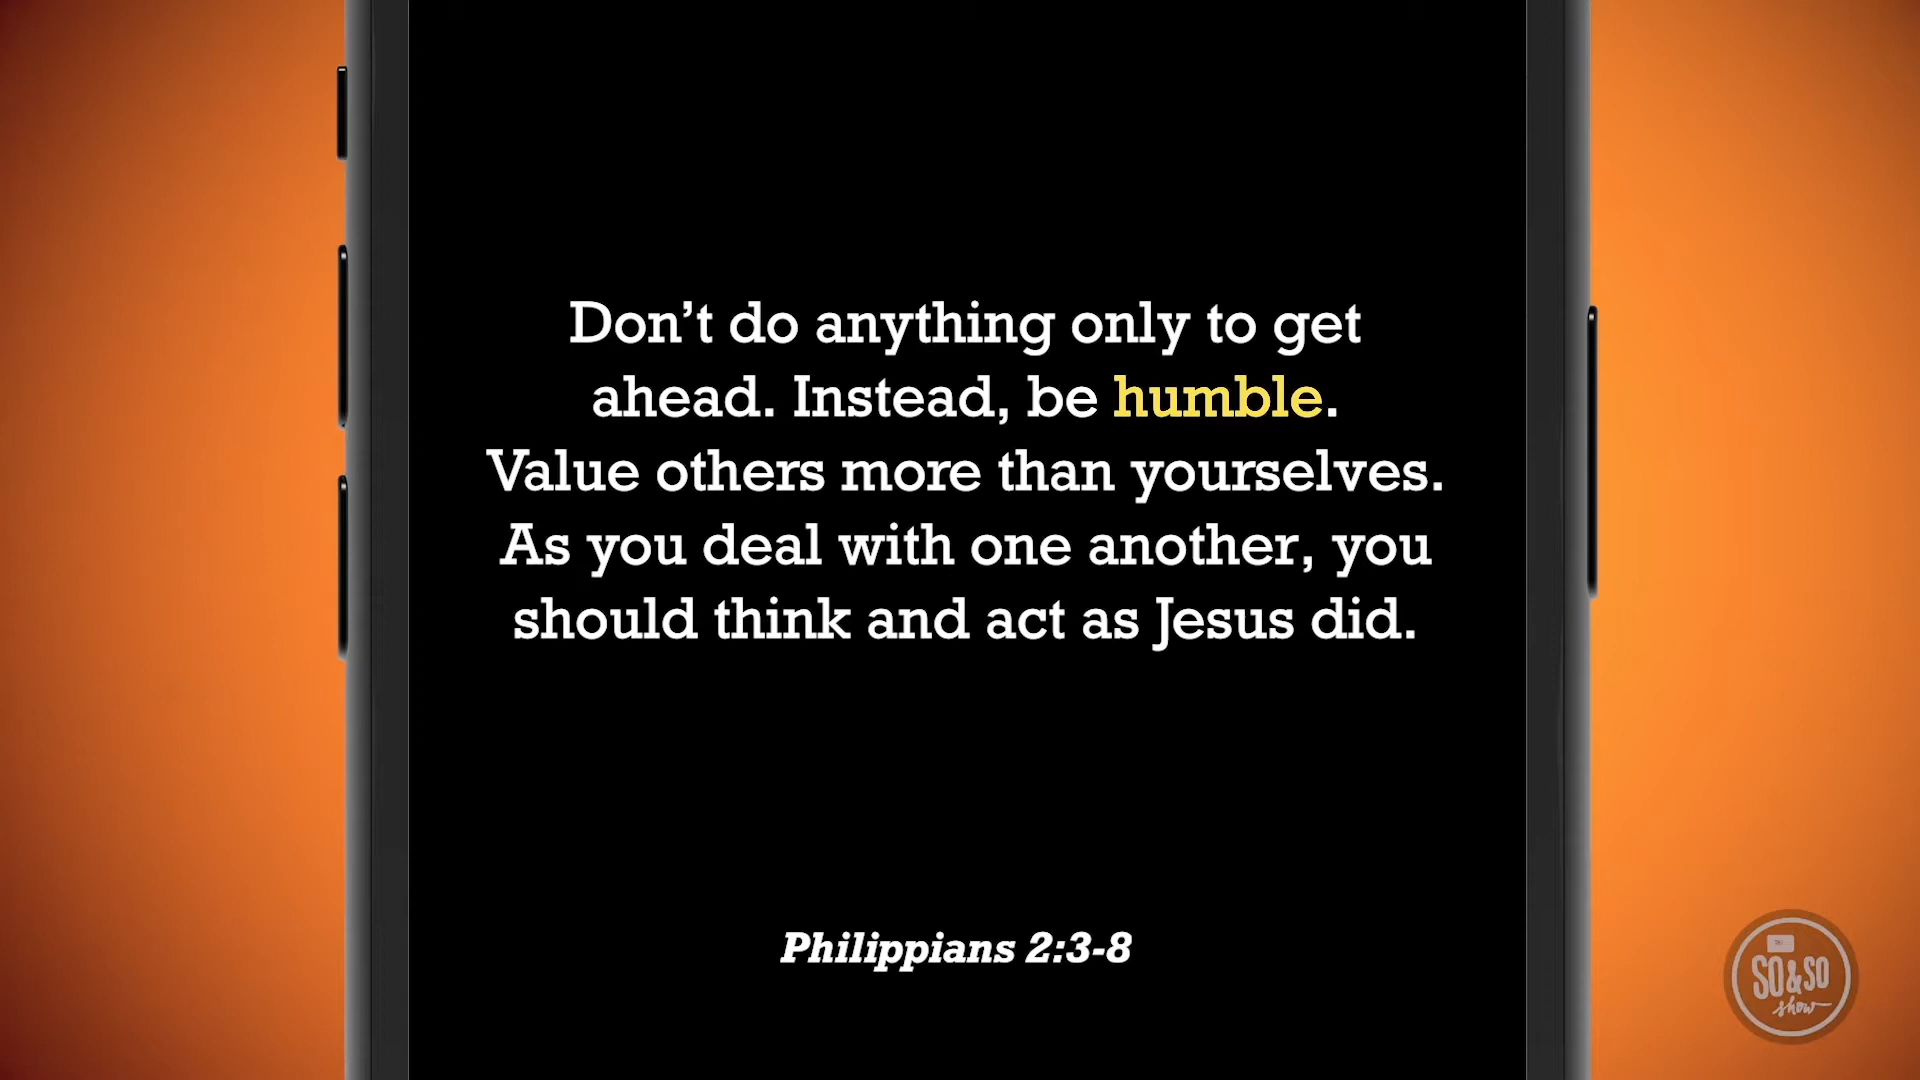 Don’t do anything only to get
ahead. Instead, be humble.
Value others more than yourselves.
As you deal with one another, you
should think and act as Jesus did.
Philippians 2:3-8
SO & SO
show